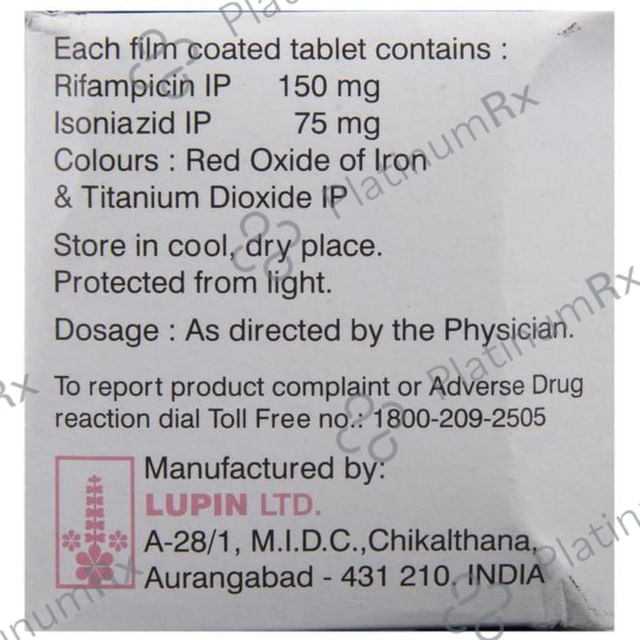 Each film coated tablet contains :
Rifampicin IP 150 mg
Isoniazid IP 75 mg
Colours : Red Oxide of Iron
& Titanium Dioxide IP
Store in cool, dry place.
Protected from light.
Dosage : As directed by the Physician.
To report product complaint or Adverse Drug
reaction dial Toll Free no.: 1800-209-2505
Manufactured by:
LUPIN LTD.
A-28/1, M.I.D.C.,Chikalthana,
Aurangabad - 431 210, INDIA
PlatinumRx
PlatinumRx
PlatinumRx